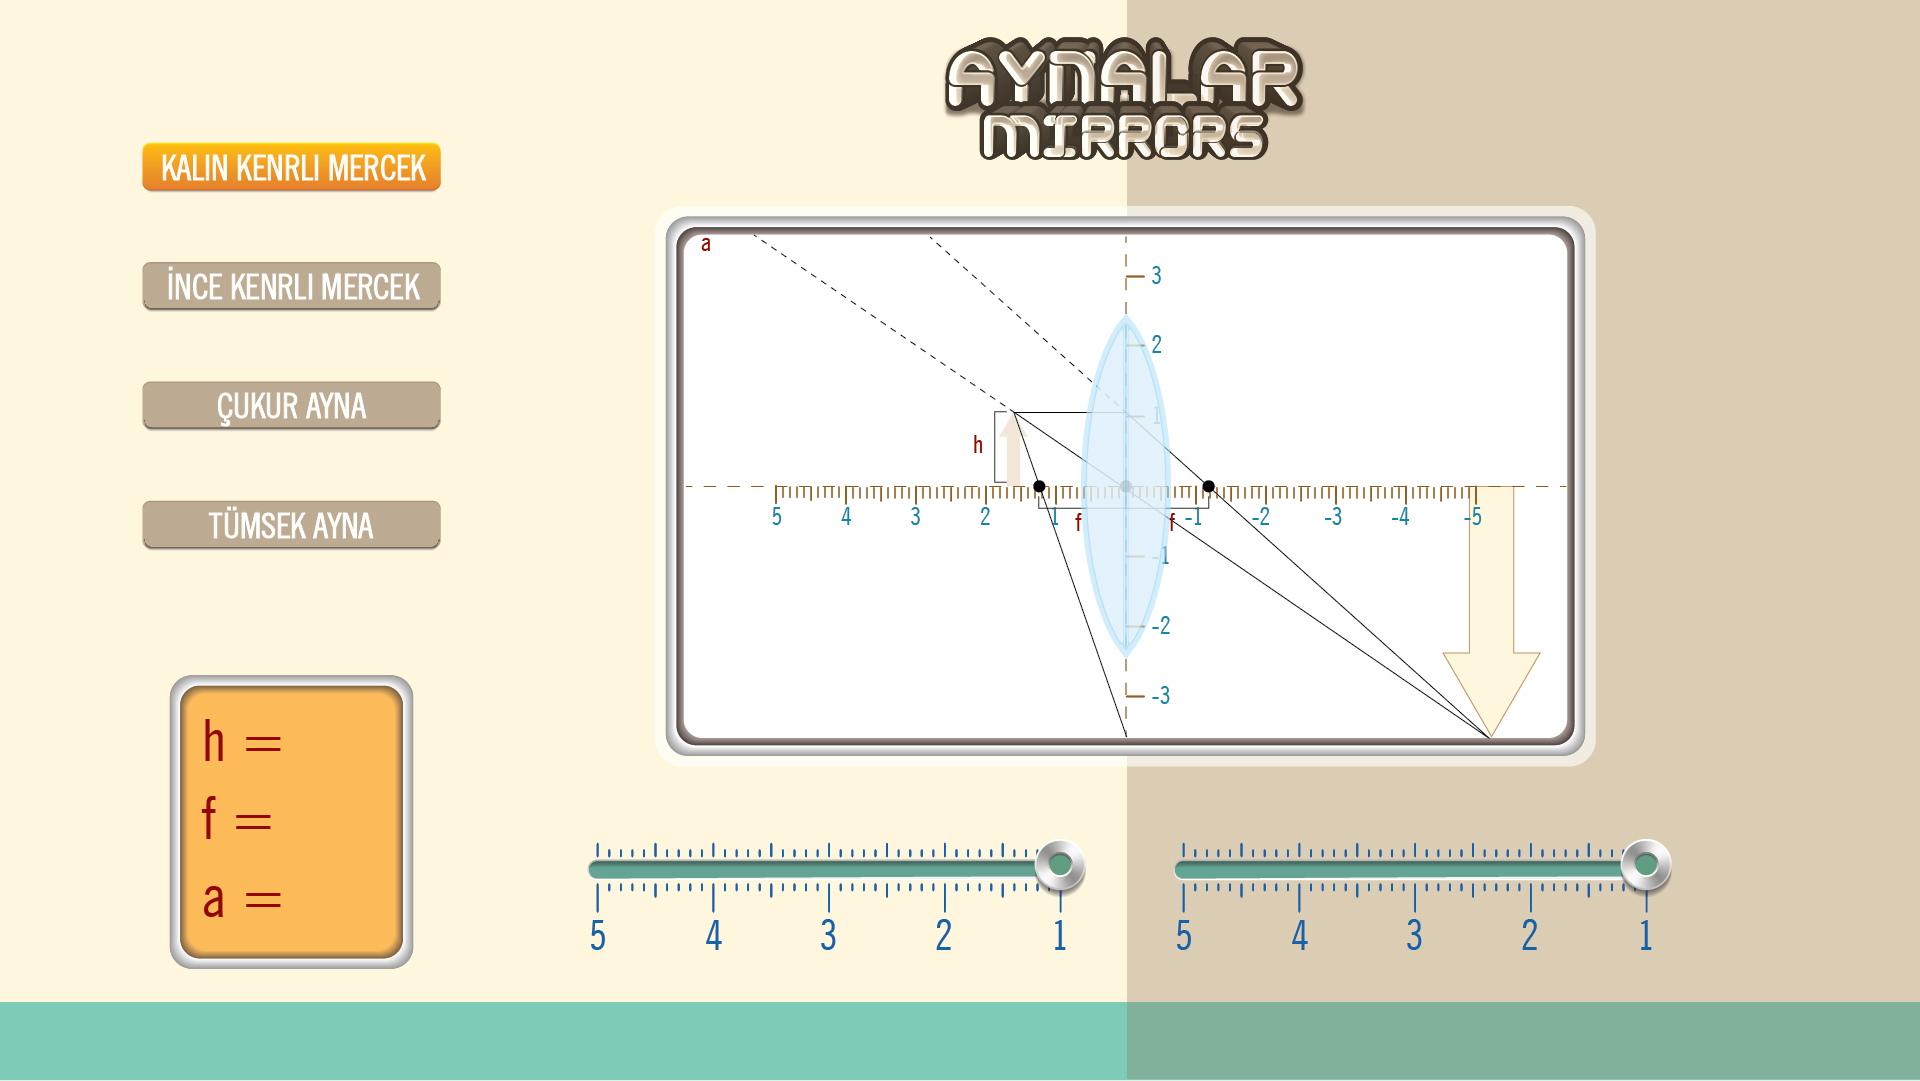 AYNALAR
MIRRORS
KALIN KENRLI MERCEK
İNCE KENRLI MERCEK
ÇUKUR AYNA
TÜMSEK AYNA
a
3
2
1
h
5 4 3 2 1 -1 -2 -3 -4 -5
f f
-1
-2
-3
h =
f =
a =
5 4 3 2 1
5 4 3 2 1